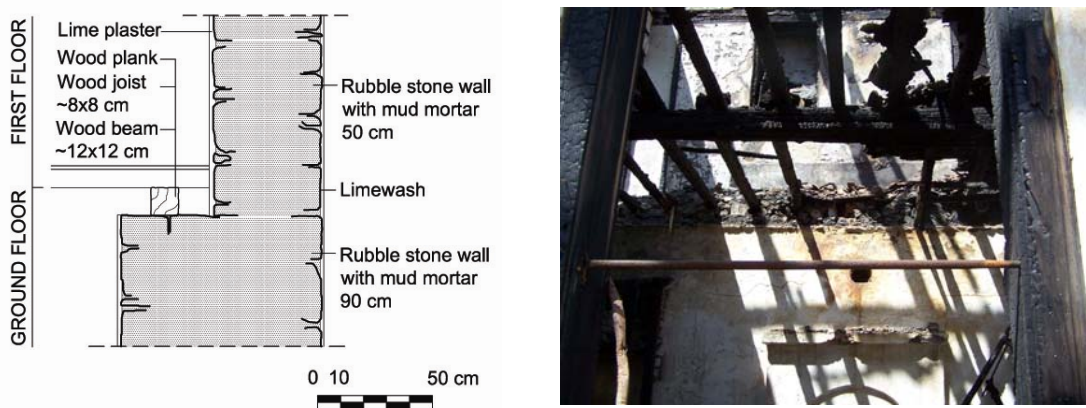 FIRST FLOOR
GROUND FLOOR
Lime plaster
Wood plank
Wood joist
~8x8 cm
Wood beam
~12x12 cm
Rubble stone wall
with mud mortar
50 cm
Limewash
Rubble stone wall
with mud mortar
90 cm
0 10 50 cm